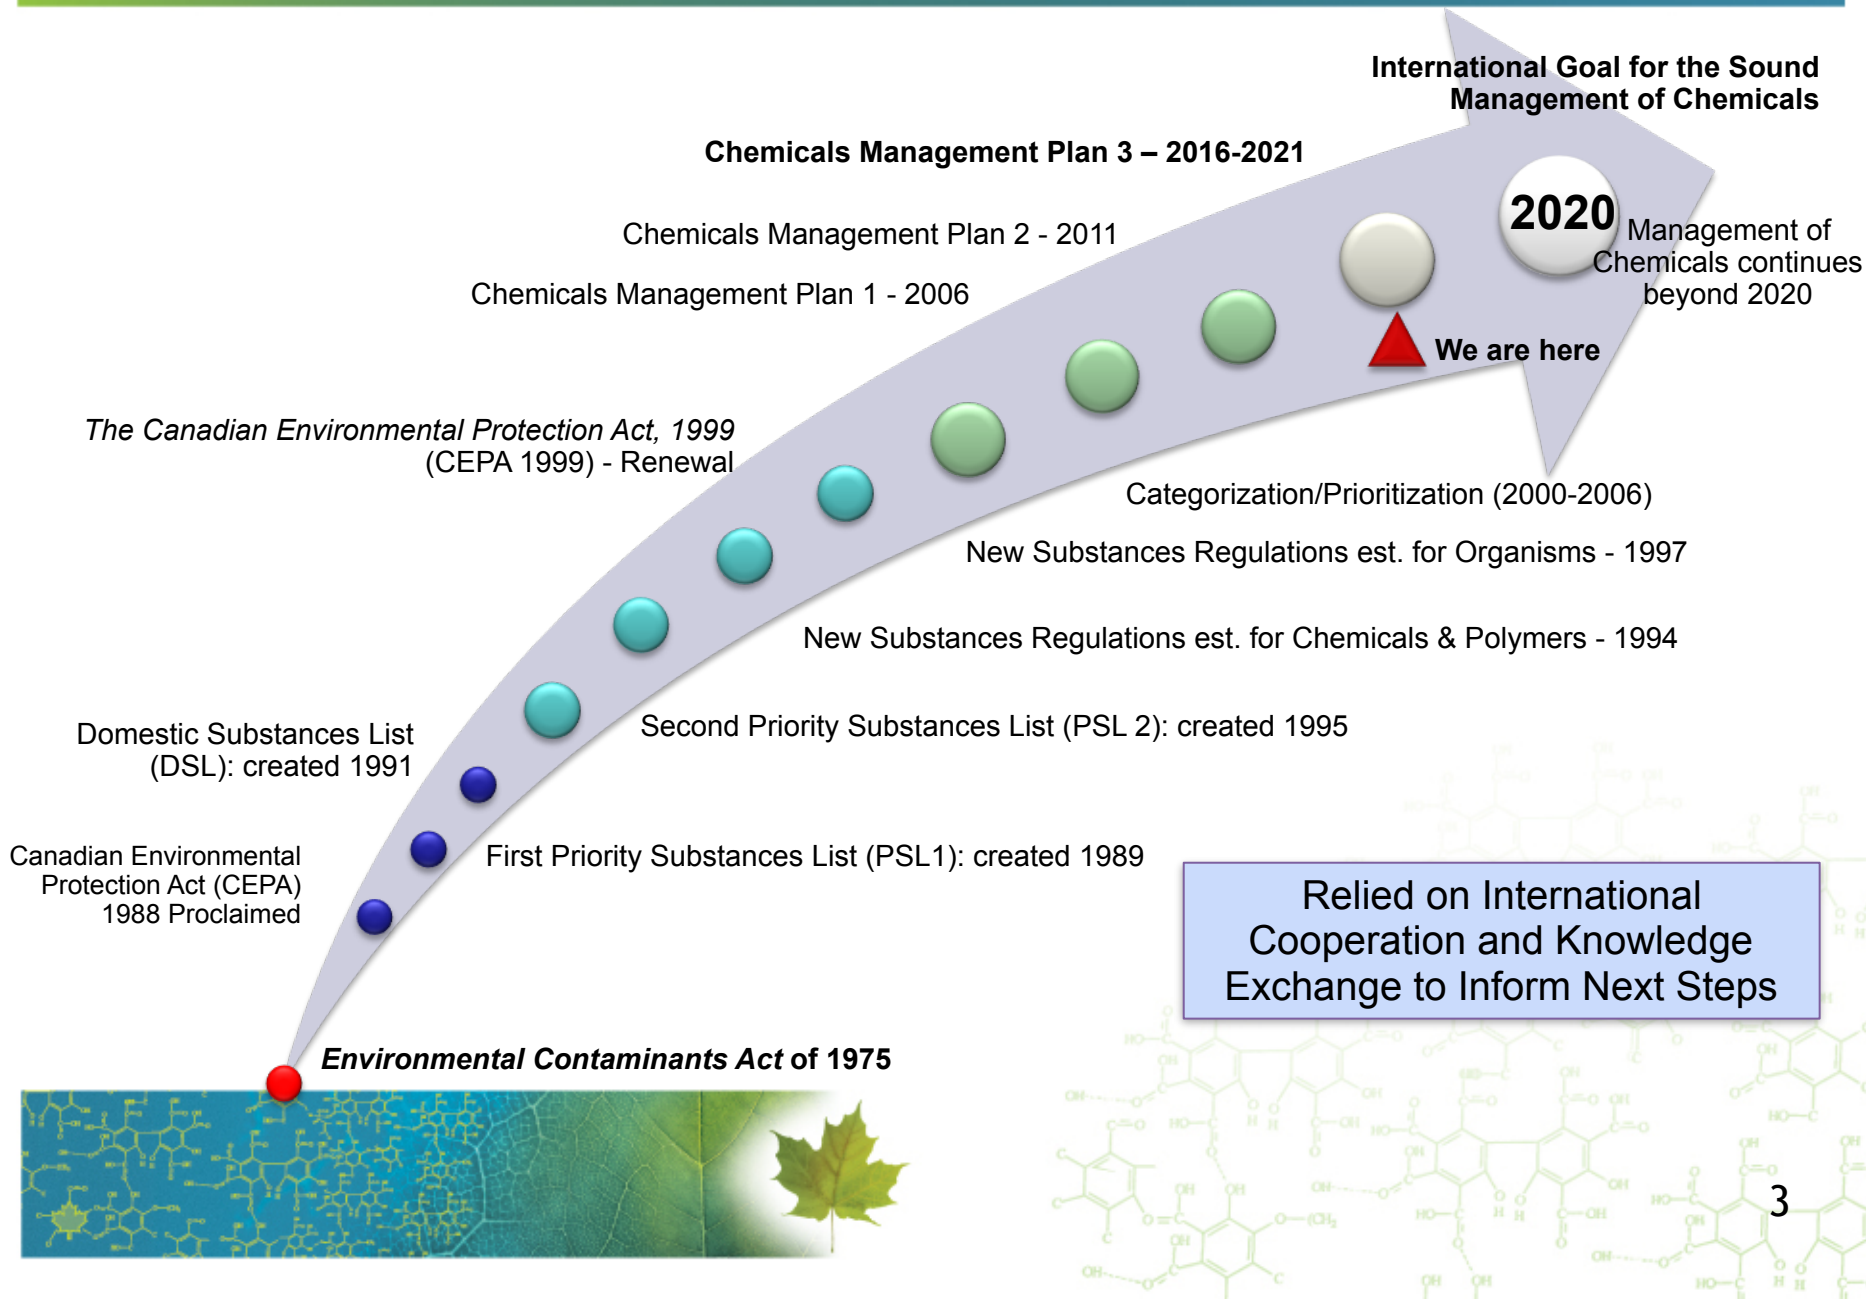 International Goal for the Sound
Management of Chemicals
Chemicals Management Plan 3 – 2016-2021
2020
Management of
Chemicals continues
beyond 2020
Chemicals Management Plan 2 - 2011
Chemicals Management Plan 1 - 2006
We are here
The Canadian Environmental Protection Act, 1999
(CEPA 1999) - Renewal
Categorization/Prioritization (2000-2006)
New Substances Regulations est. for Organisms - 1997
New Substances Regulations est. for Chemicals & Polymers - 1994
Second Priority Substances List (PSL 2): created 1995
Domestic Substances List
(DSL): created 1991
First Priority Substances List (PSL1): created 1989
Canadian Environmental
Protection Act (CEPA)
1988 Proclaimed
Relied on International
Cooperation and Knowledge
Exchange to Inform Next Steps
Environmental Contaminants Act of 1975
3